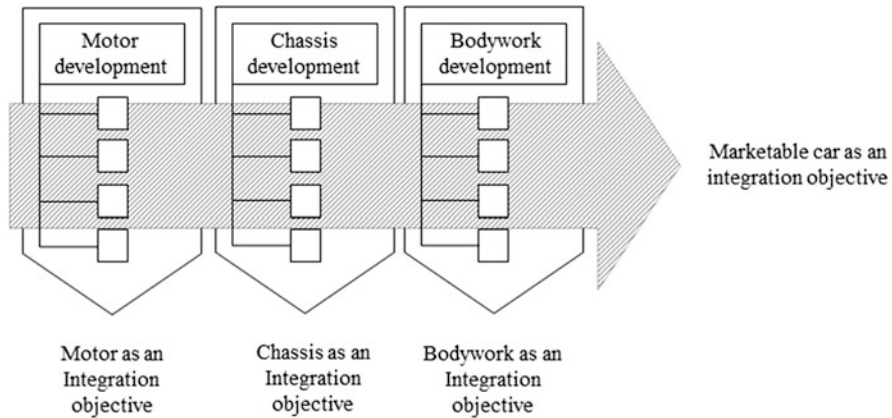 Motor
development
Chassis
development
Bodywork
development
Marketable car as an
integration objective
Motor as an
Integration
objective
Chassis as an
Integration
objective
Bodywork as an
Integration
objective